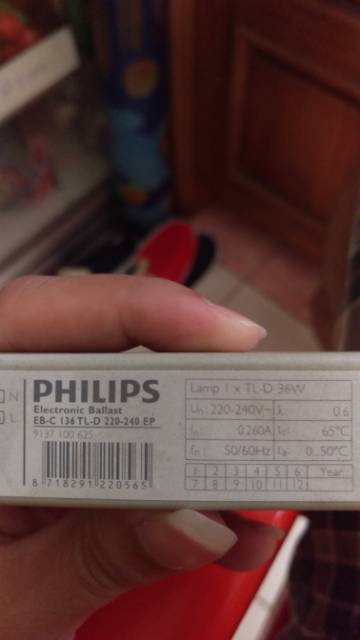 N
L
PHILIPS
Electronic Ballast
EB-C 136 TL-D 220-240 EP
9137 100 625
8 718291 220565
Lamp 1 x TL-D 36W
Un: 220-240V~ λ 0.6
0.260A tc: 65°C
fn: 50/60Hz ta: 0...50°C
1 2 3 4 5 6 Year
7 8 9 10 11 12